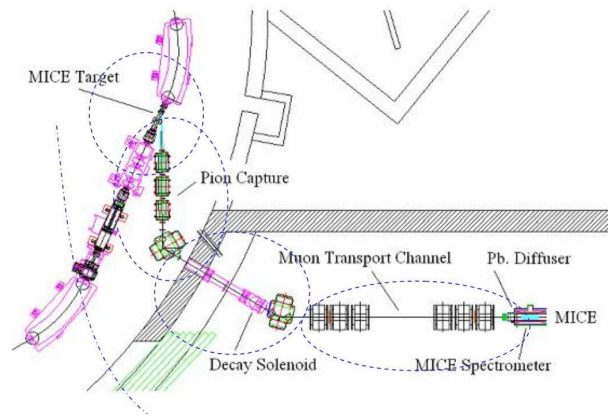 MICE Target
Pion Capture
Muon Transport Channel
Pb. Diffuser
MICE
Decay Solenoid
MICE Spectrometer